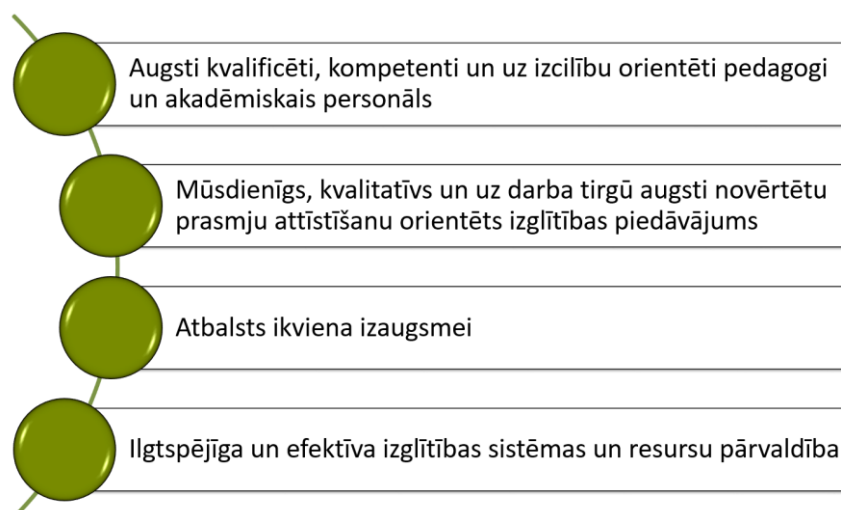 Augsti kvalificēti, kompetenti un uz izcilību orientēti pedagogi
un akadēmiskais personāls
Mūsdienīgs, kvalitatīvs un uz darba tirgū augsti novērtētu
prasmju attīstīšanu orientēts izglītības piedāvājums
Atbalsts ikviena izaugsmei
Ilgtspējīga un efektīva izglītības sistēmas un resursu pārvaldība